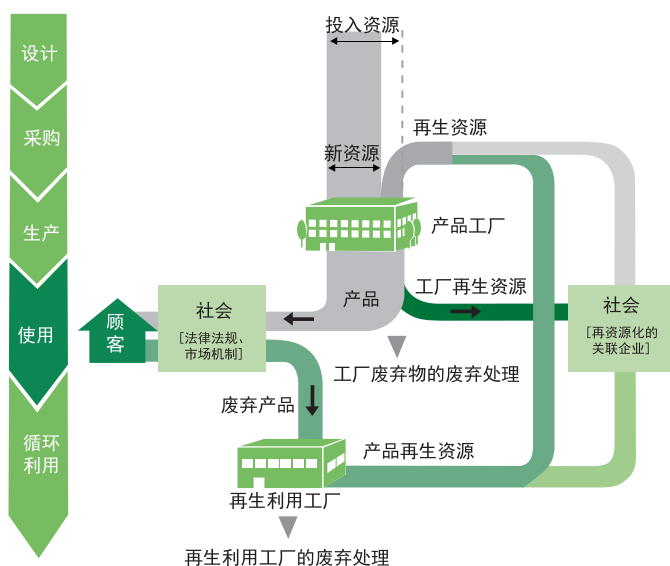 投入资源
设计
再生资源
采购
新资源
产品工厂
生产
工厂再生资源
产品
社会
[法律法规、
市场机制]
社会
[再资源化的
关联企业]
顾
客
使用
工厂废弃物的废弃处理
废弃产品
循环
利用
产品再生资源
再生利用工厂
再生利用工厂的废弃处理